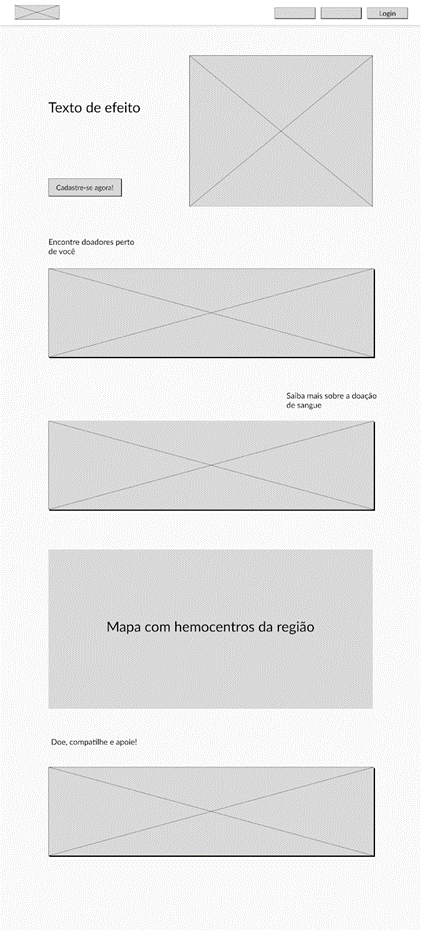 Login
Texto de efeito
Cadastre-se agora!
Encontre doadores perto
de você
Saiba mais sobre a doação
de sangue
Mapa com hemocentros da região
Doe, compatilhe e apoie!